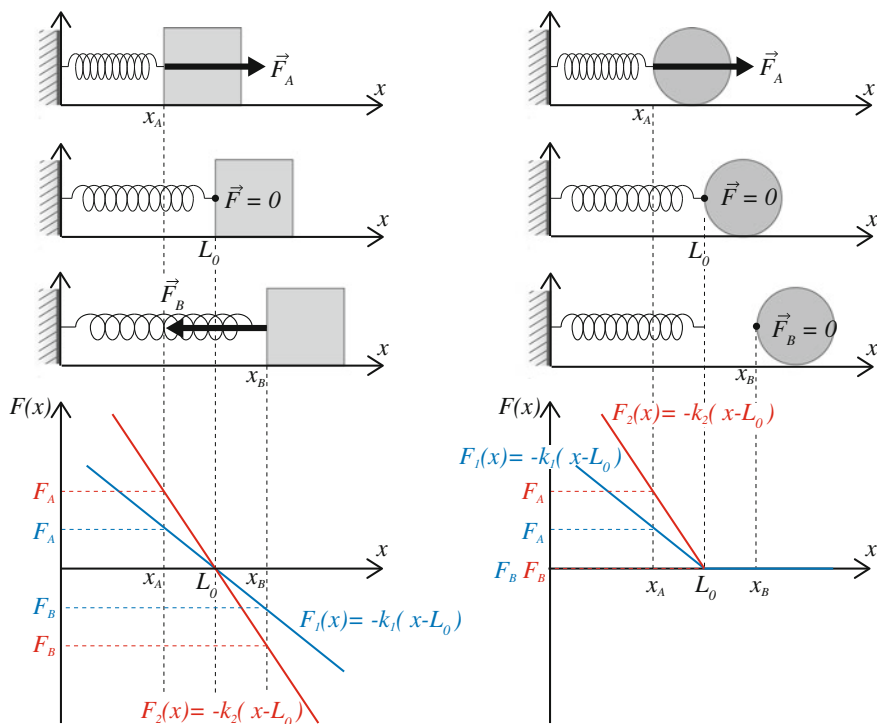 F⃗_A x
x_A
F⃗ = 0 x
L_0
F⃗_B x
x_B
F(x)
F_A
F_A
x_A L_0 x_B x
F_B
F_B
F_1(x)= -k_1( x-L_0)
F_2(x)= -k_2( x-L_0)
F⃗_A x
x_A
F⃗ = 0 x
L_0
F⃗_B = 0 x
x_B
F(x) F_2(x)= -k_2( x-L_0)
F_1(x)= -k_1( x-L_0)
F_A
F_A
F_B F_B
x_A L_0 x_B x